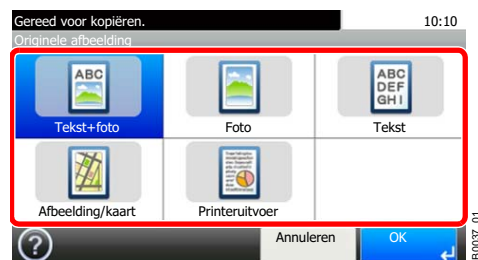 Gereed voor kopiëren. 10:10
Originele afbeelding
ABC
ABC
DEF
GHI
Tekst+foto Foto Tekst
Afbeelding/kaart Printeruitvoer
? Annuleren OK
B0037_01